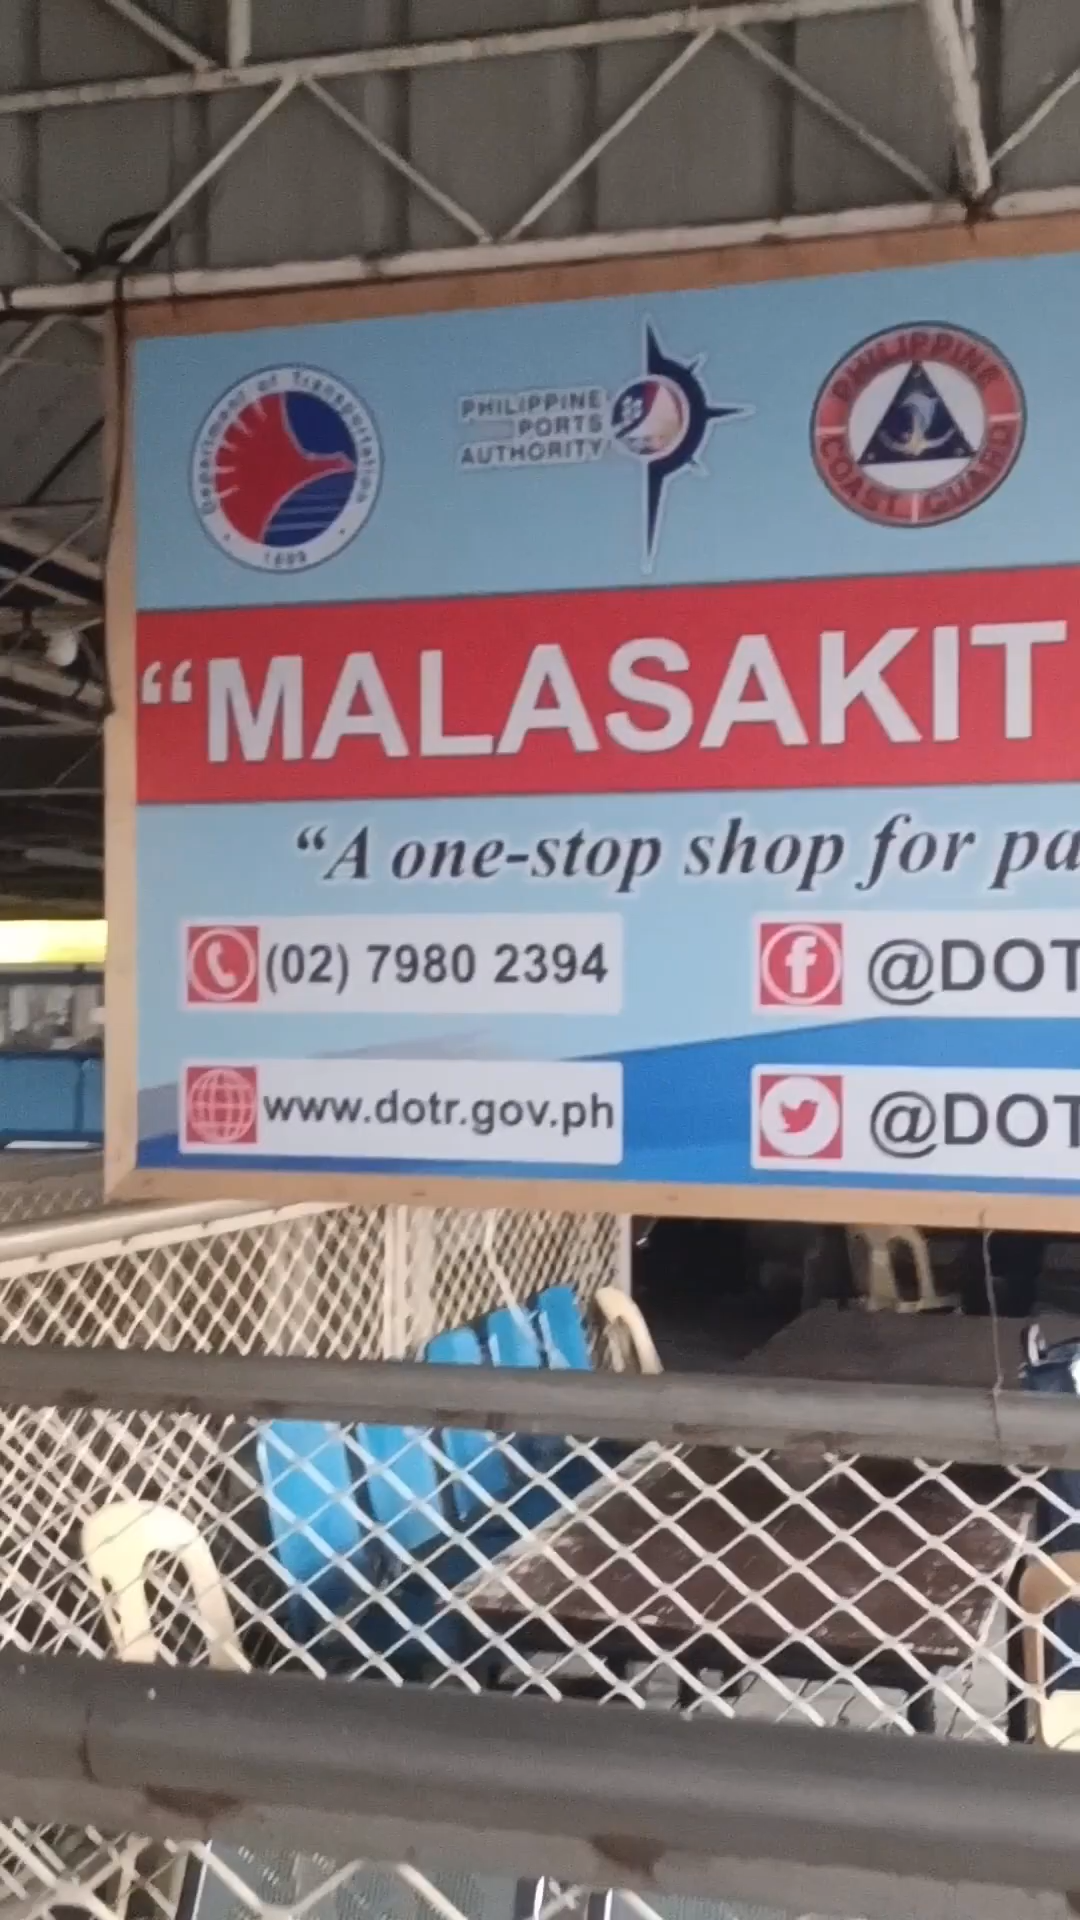 Department of Transportation
1899
PHILIPPINE
PORTS
AUTHORITY
PHILIPPINE
COAST GUARD
“MALASAKIT
“A one-stop shop for pa
(02) 7980 2394
@DOT
www.dotr.gov.ph
@DOT